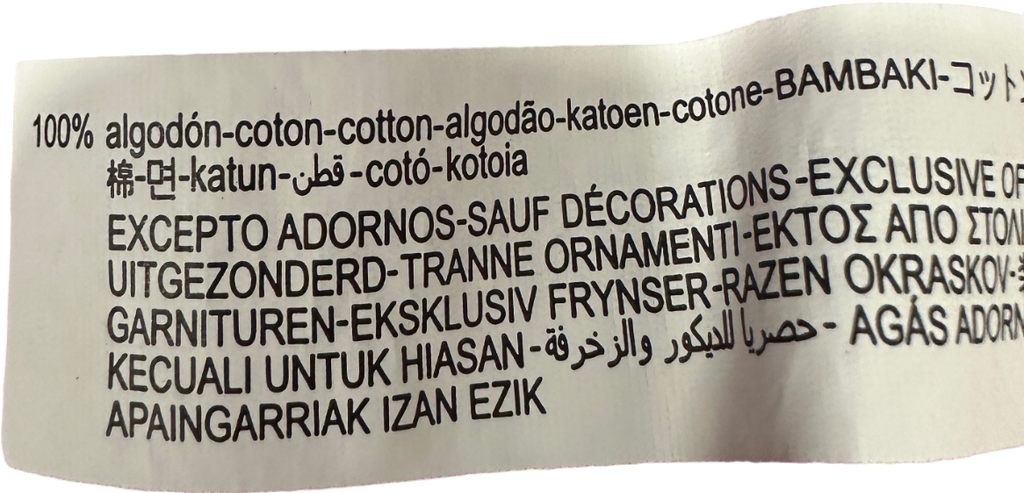 100% algodón-coton-cotton-algodão-katoen-cotone-BAMBAKI-コット
棉-면-katun-قطن-cotó-kotoia
EXCEPTO ADORNOS-SAUF DÉCORATIONS-EXCLUSIVE OF
UITGEZONDERD-TRANNE ORNAMENTI-ΕΚΤΟΣ ΑΠΟ
GARNITUREN-EKSKLUSIV FRYNSER-RAZEN OKRASKOV-
KECUALI UNTUK HIASAN-حصريا للديكور والزخرفة- AGÁS
APAINGARRIAK IZAN EZIK